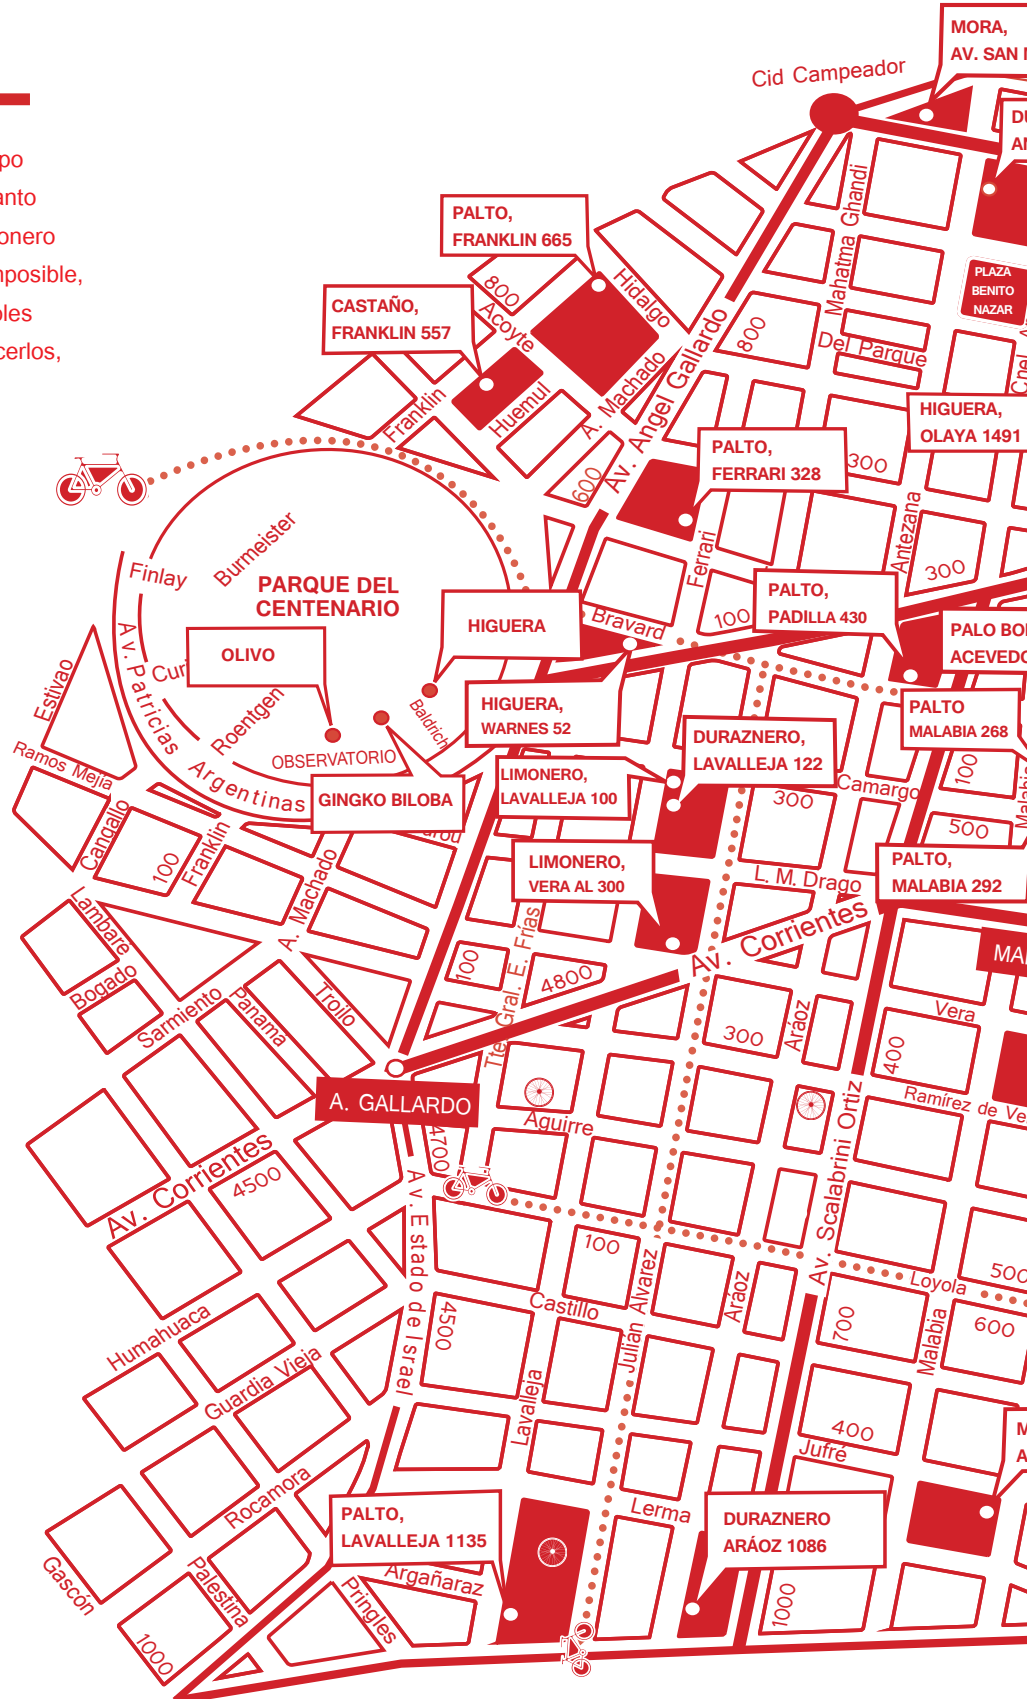 MORA,
AV. SAN
Cid Campeador
po
anto
onero
mposible,
oles
cerlos,
PALTO,
FRANKLIN 665
CASTAÑO,
FRANKLIN 557
800
Acoyte
Hidalgo
Mahatma Ghandi
PLAZA
BENITO
NAZAR
Franklin
Huemul
A. Machado
Av. Angel Gallardo
800
Del Parque
Cnel.
HIGUERA,
OLAYA 1491
PALTO,
FERRARI 328
300
600
Antezana
Ferrari
300
Finlay
Burmeister
PARQUE DEL
CENTENARIO
HIGUERA
Bravard
100
PALTO,
PADILLA 430
PALO
ACEVEDO
OLIVO
Av. Patricias
Argentinas
Estivao
Roentgen
Baldrich
OBSERVATORIO
HIGUERA,
WARNES 52
DURAZNERO,
LAVALLEJA 122
PALTO
MALABIA 268
Ramos Mejia
GINGKO BILOBA
LIMONERO,
LAVALLEJA 100
300
Camargo
100
Malabia
500
Cangallo
100
Franklin
A. Machado
LIMONERO,
VERA AL 300
L. M. Drago
PALTO,
MALABIA 292
Lambaré
Bogado
Sarmiento
Panama
Troilo
100
Tte. Gral. E. Frías
4800
Av. Corrientes
300
Aráoz
400
Vera
A. GALLARDO
4700
Aguirre
Av. Scalabrini Ortiz
Ramírez de Ve
Av. Corrientes
4500
Av. Estado de Israel
100
Julián Alvarez
Aráoz
Loyola
500
Humahuaca
Guardia Vieja
4500
Castillo
Lavalleja
700
Malabia
600
400
Jufré
Rocamora
PALTO,
LAVALLEJA 1135
Lerma
DURAZNERO
ARÁOZ 1086
Gascón
Palestina
Pringles
Argañaraz
1000
1000